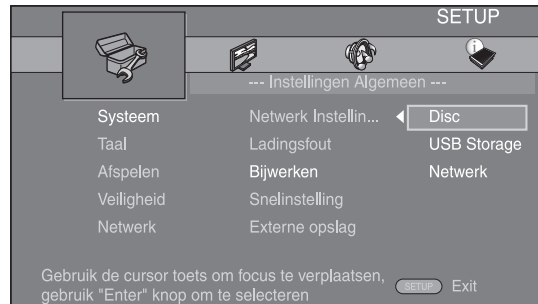 SETUP
--- Instellingen Algemeen ---
Systeem
Netwerk Instellin...
Disc
Taal
Ladingsfout
USB Storage
Afspelen
Bijwerken
Netwerk
Veiligheid
Snelinstelling
Netwerk
Externe opslag
Gebruik de cursor toets om focus te verplaatsen,
gebruik "Enter" knop om te selecteren
SETUP
Exit